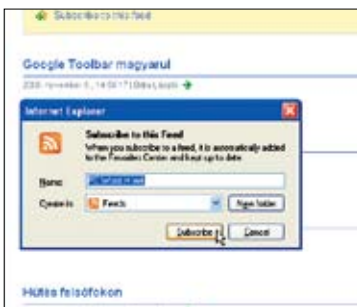 Subscribe to this feed
Google Toolbar magyarul
Internet Explorer
Subscribe to this Feed
When you subscribe to a feed, it is automatically added
to the Favorites Center and kept up to date
Name:
Create in: Feeds New folder
Subscribe Cancel
Hűtés felsőfokon